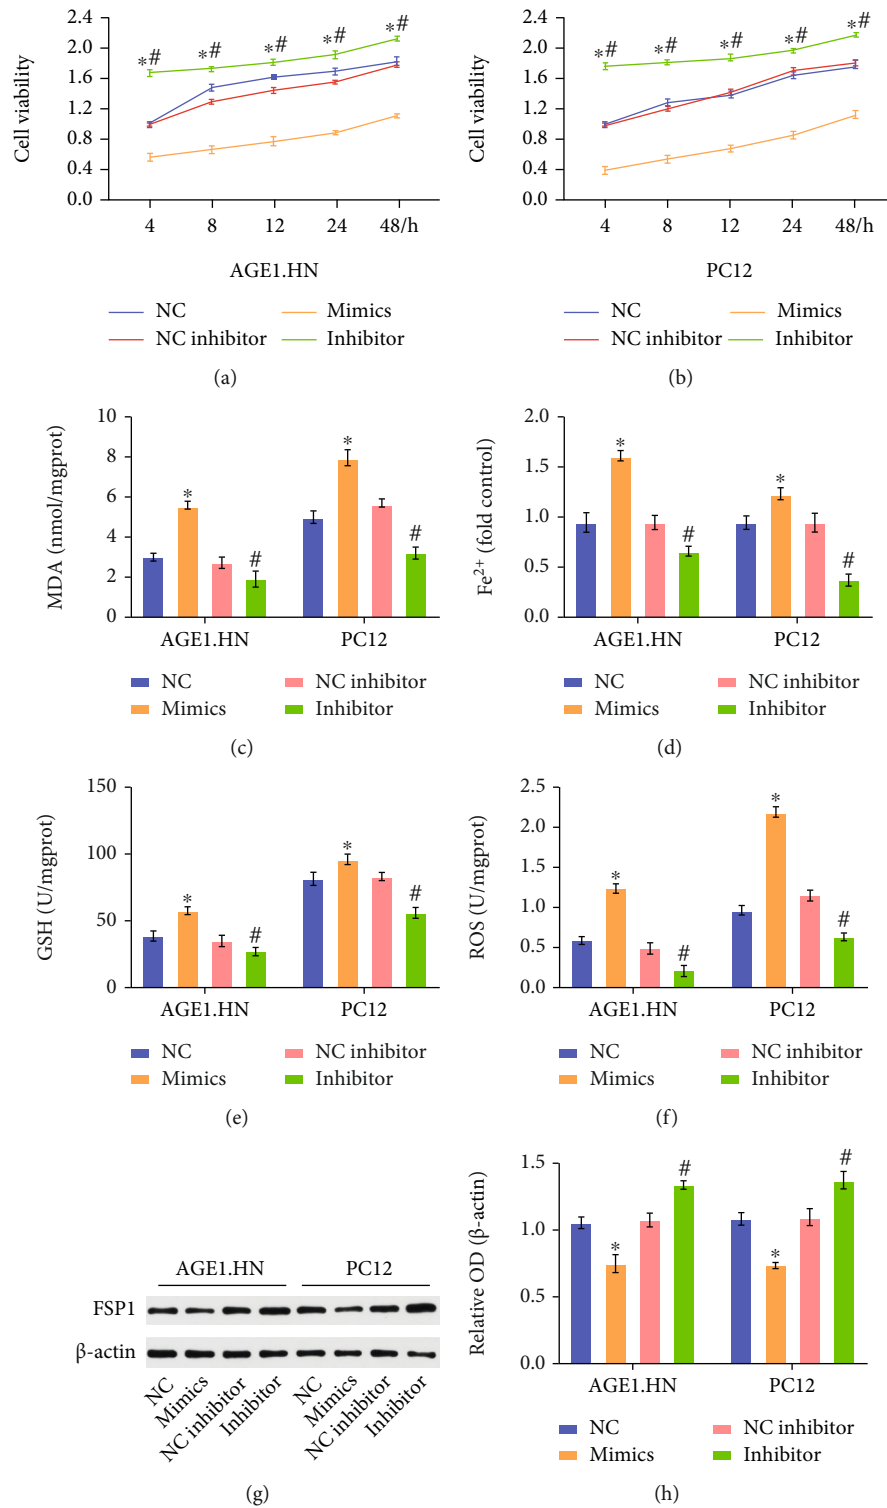 *# *# *# *# *#
2.4
2.0
1.6
1.2
0.8
0.4
0.0
Cell viability
4 8 12 24 48/h
AGE1.HN
NC Mimics
NC inhibitor Inhibitor
(a)
*# *# *# *# *#
2.4
2.0
1.6
1.2
0.8
0.4
0.0
Cell viability
4 8 12 24 48/h
PC12
NC Mimics
NC inhibitor Inhibitor
(b)
10
8
6
4
2
0
MDA (nmol/mgprot)
* # * #
AGE1.HN PC12
NC NC inhibitor
Mimics Inhibitor
(c)
2.0
1.5
1.0
0.5
0.0
Fe²⁺ (fold control)
* # * #
AGE1.HN PC12
NC NC inhibitor
Mimics Inhibitor
(d)
150
100
50
0
GSH (U/mgprot)
* # * #
AGE1.HN PC12
NC NC inhibitor
Mimics Inhibitor
(e)
2.5
2.0
1.5
1.0
0.5
0.0
ROS (U/mgprot)
* # * #
AGE1.HN PC12
NC NC inhibitor
Mimics Inhibitor
(f)
AGE1.HN PC12
FSP1
β-actin
NC Mimics NC inhibitor Inhibitor NC Mimics NC inhibitor Inhibitor
(g)
1.5
1.0
0.5
0.0
Relative OD (β-actin)
* # * #
AGE1.HN PC12
NC NC inhibitor
Mimics Inhibitor
(h)